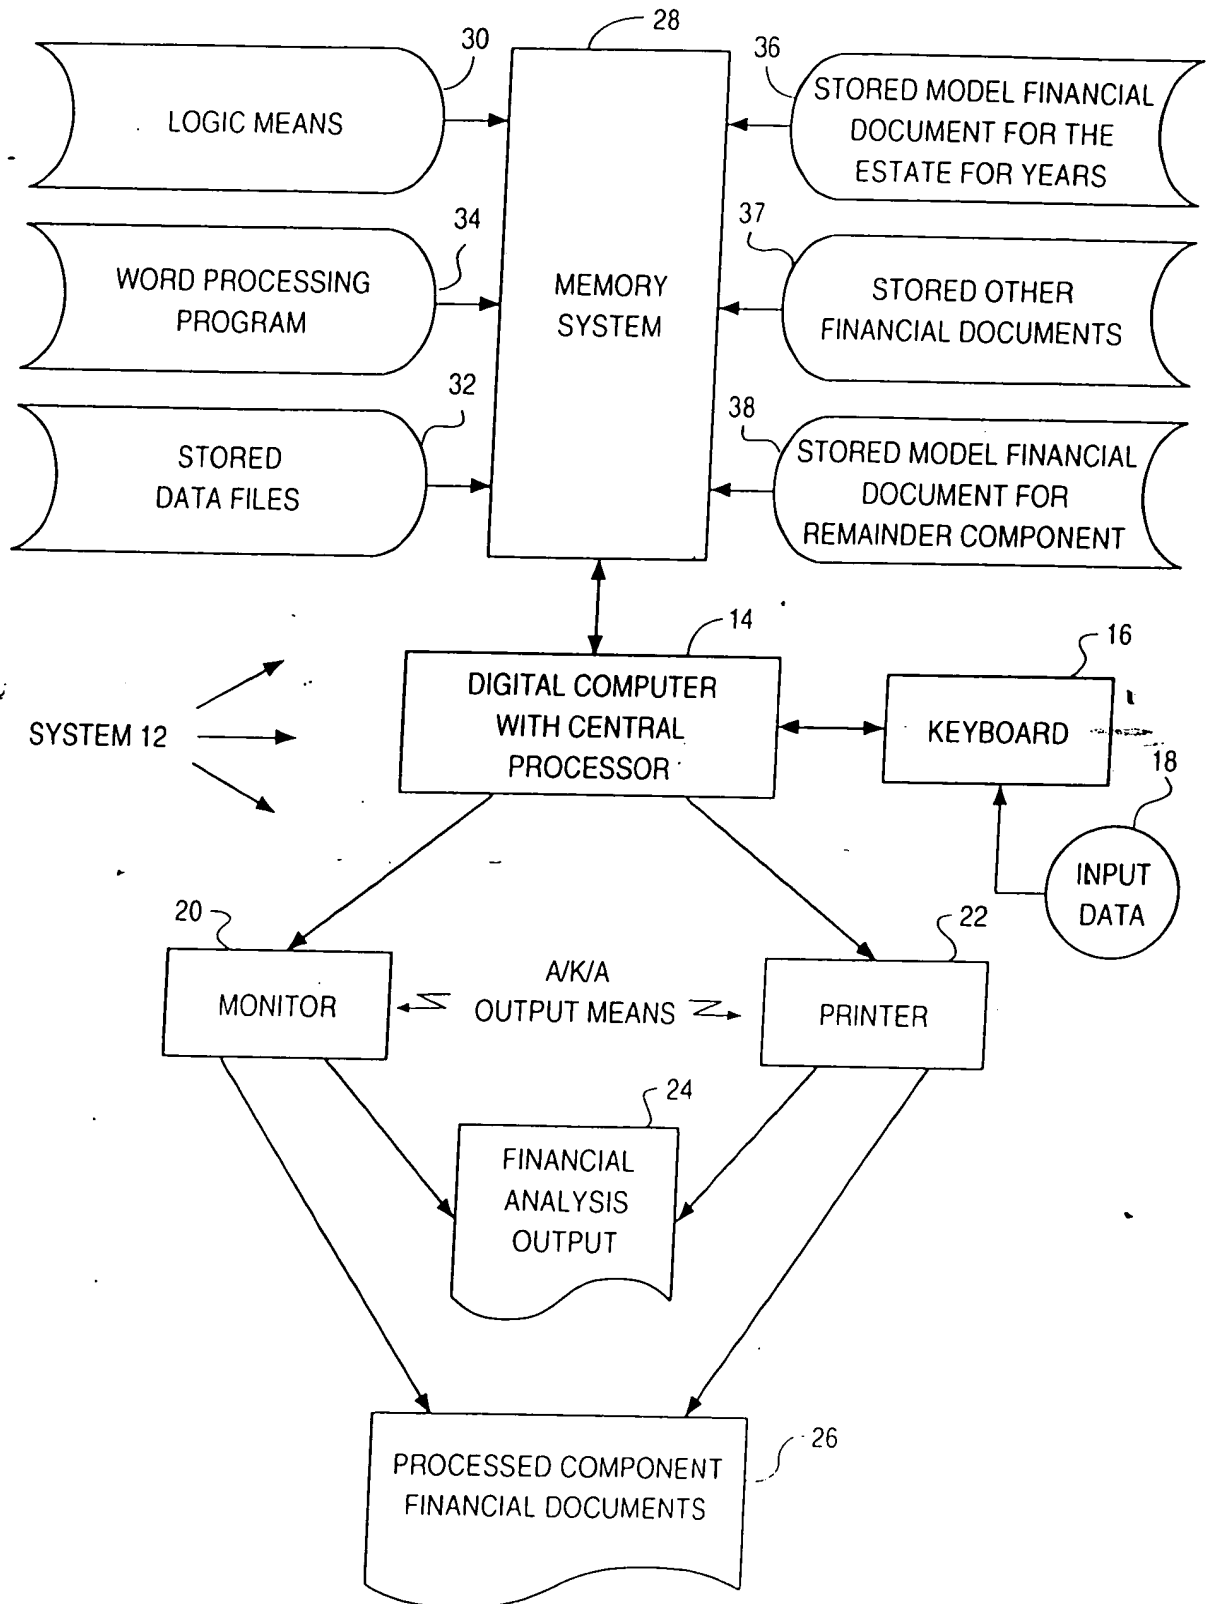 28
30
36
LOGIC MEANS
STORED MODEL FINANCIAL
DOCUMENT FOR THE
ESTATE FOR YEARS
34
37
WORD PROCESSING
PROGRAM
MEMORY
SYSTEM
STORED OTHER
FINANCIAL DOCUMENTS
32
38
STORED
DATA FILES
STORED MODEL FINANCIAL
DOCUMENT FOR
REMAINDER COMPONENT
14
16
SYSTEM 12
DIGITAL COMPUTER
WITH CENTRAL
PROCESSOR
KEYBOARD
18
INPUT
DATA
20
22
MONITOR
A/K/A
OUTPUT MEANS
PRINTER
24
FINANCIAL
ANALYSIS
OUTPUT
26
PROCESSED COMPONENT
FINANCIAL DOCUMENTS